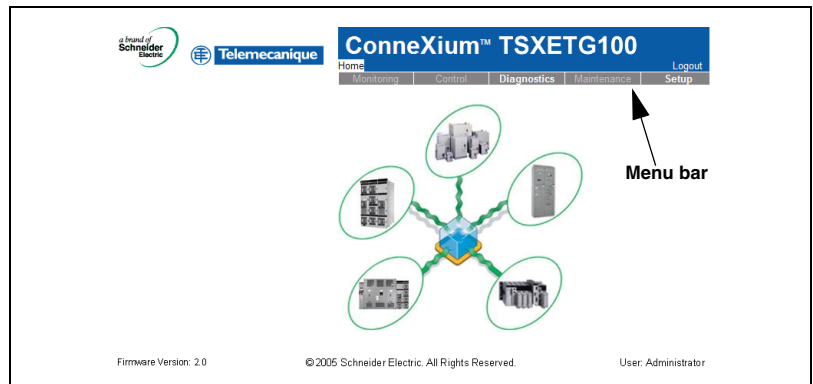 a brand of
Schneider
Electric
Telemecanique
ConneXium™ TSXETG100
Home
Logout
Monitoring Control Diagnostics Maintenance Setup
Menu bar
Firmware Version: 2.0
©2005 Schneider Electric. All Rights Reserved.
User: Administrator